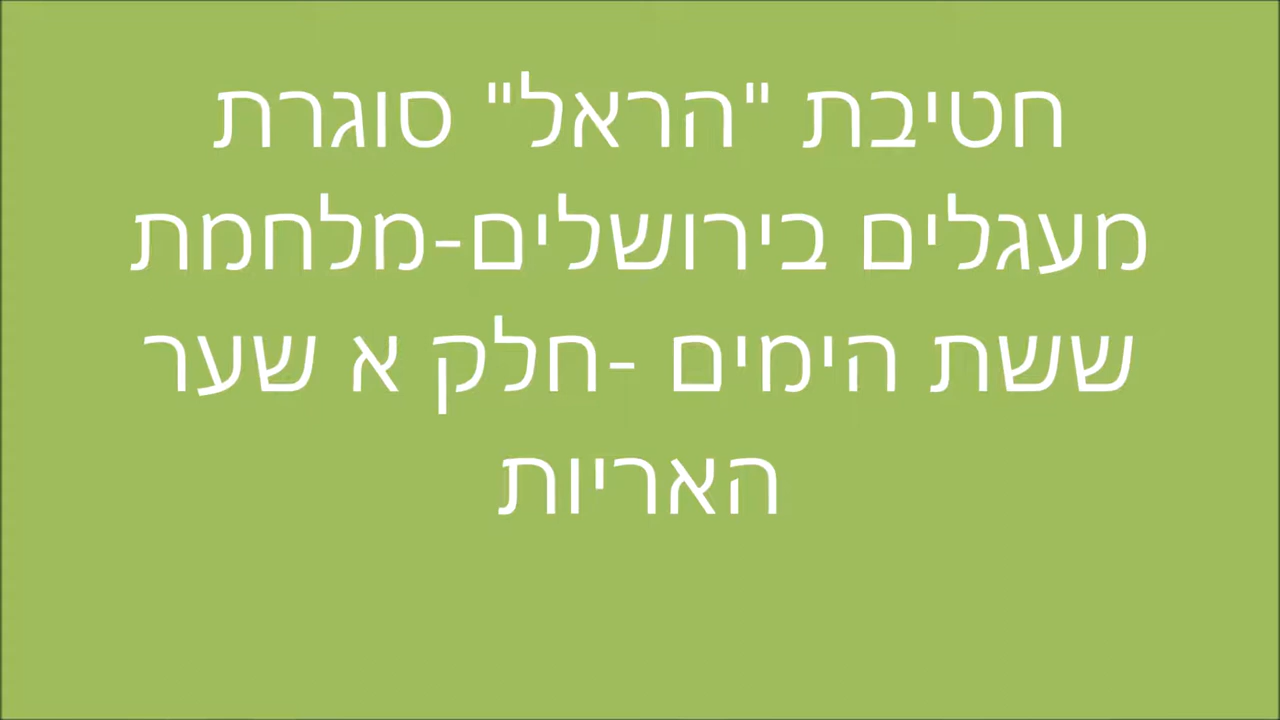 חטיבת "הראל" סוגרת
מעגלים בירושלים-מלחמת
ששת הימים -חלק א שער
האריות